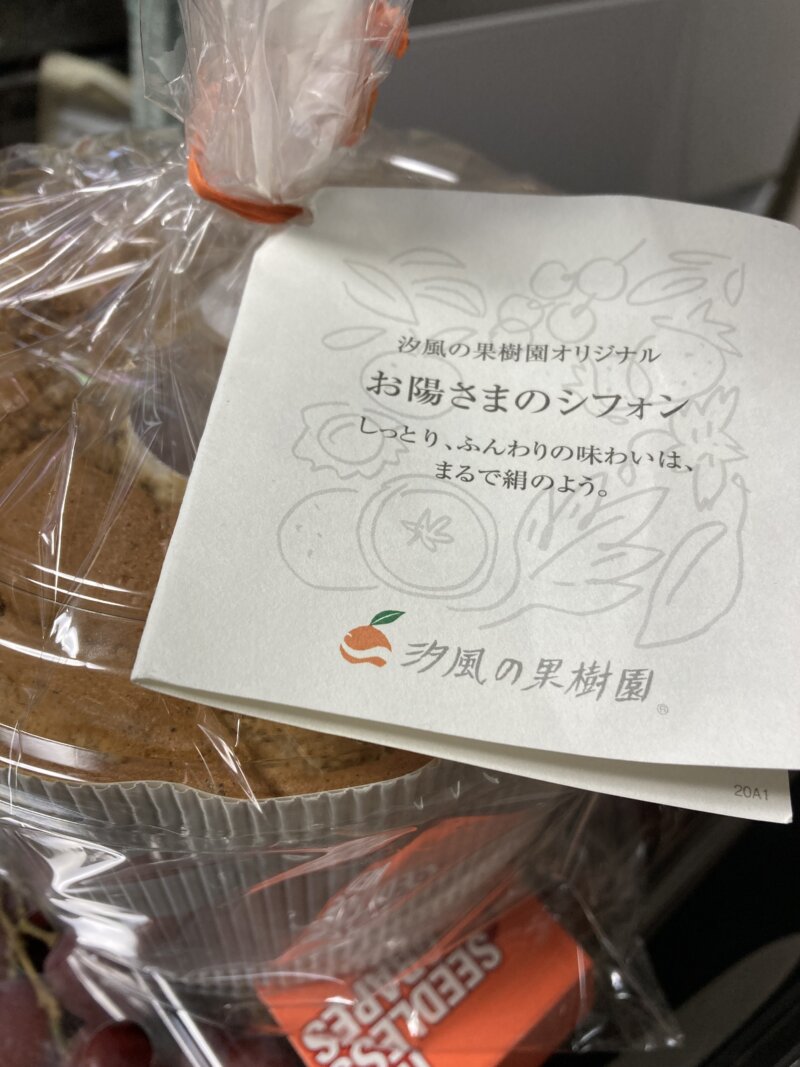 汐風の果樹園オリジナル
お陽さまのシフォン
しっとり、ふんわりの味わいは、
まるで絹のよう。
汐風の果樹園
®
20A1
SEEDLESS